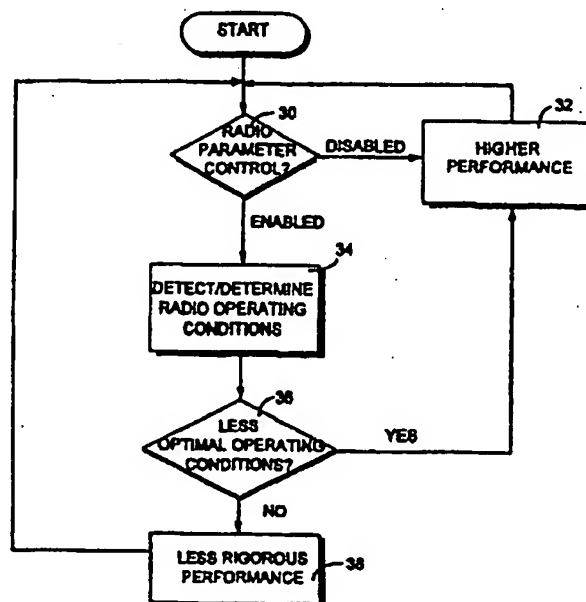 START
30
RADIO
PARAMETER
CONTROL?
DISABLED
32
HIGHER
PERFORMANCE
ENABLED
34
DETECT/DETERMINE
RADIO OPERATING
CONDITIONS
36
LESS
OPTIMAL OPERATING
CONDITIONS?
YES
NO
LESS RIGOROUS
PERFORMANCE
38